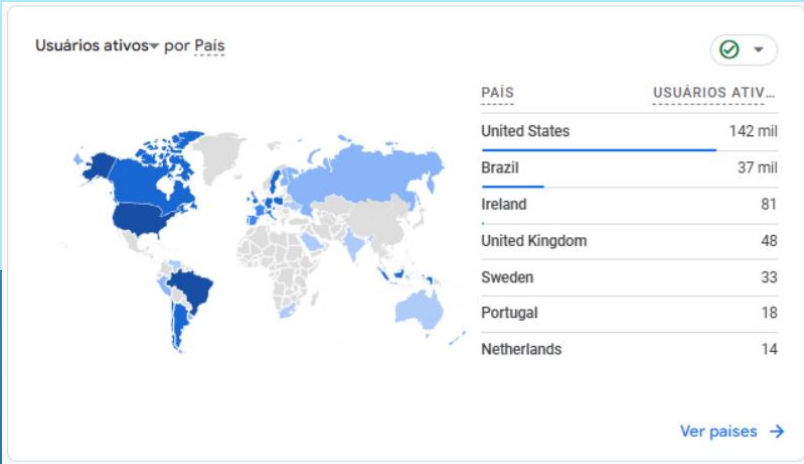 Usuários ativos por País
PAÍS USUÁRIOS ATIV...
United States 142 mil
Brazil 37 mil
Ireland 81
United Kingdom 48
Sweden 33
Portugal 18
Netherlands 14
Ver países →